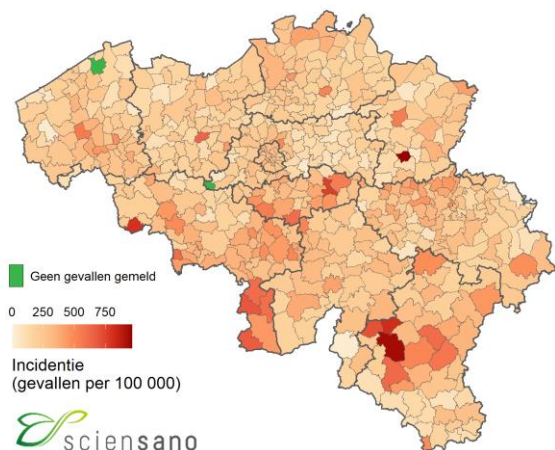 Geen gevallen gemeld
0 250 500 750
Incidentie
(gevallen per 100 000)
sciensano